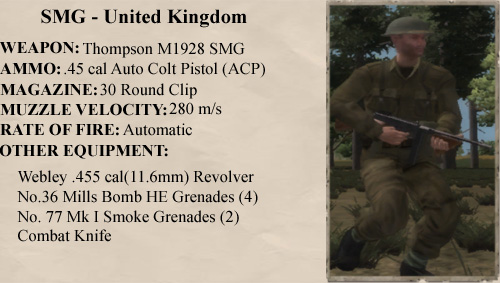 SMG - United Kingdom
WEAPON: Thompson M1928 SMG
AMMO: .45 cal Auto Colt Pistol (ACP)
MAGAZINE: 30 Round Clip
MUZZLE VELOCITY: 280 m/s
RATE OF FIRE: Automatic
OTHER EQUIPMENT:
Webley .455 cal(11.6mm) Revolver
No.36 Mills Bomb HE Grenades (4)
No. 77 Mk I Smoke Grenades (2)
Combat Knife